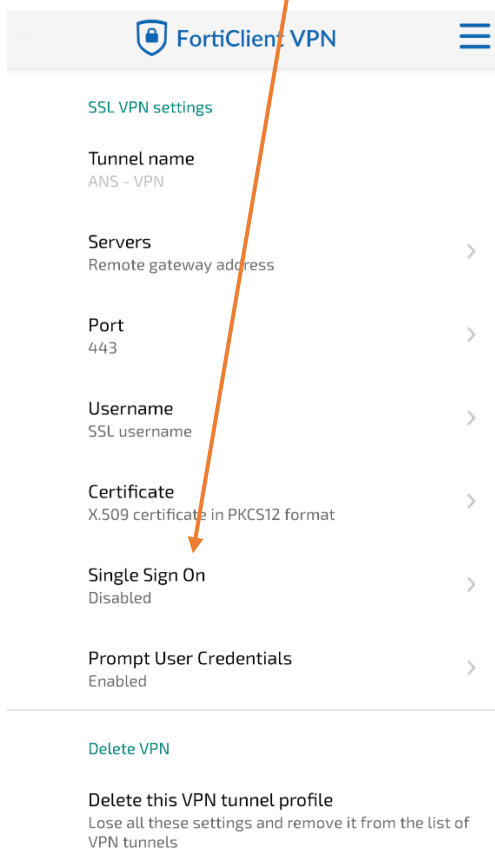 FortiClient VPN
SSL VPN settings
Tunnel name
ANS - VPN
Servers
Remote gateway address
Port
443
Username
SSL username
Certificate
X.509 certificate in PKCS12 format
Single Sign On
Disabled
Prompt User Credentials
Enabled
Delete VPN
Delete this VPN tunnel profile
Lose all these settings and remove it from the list of
VPN tunnels